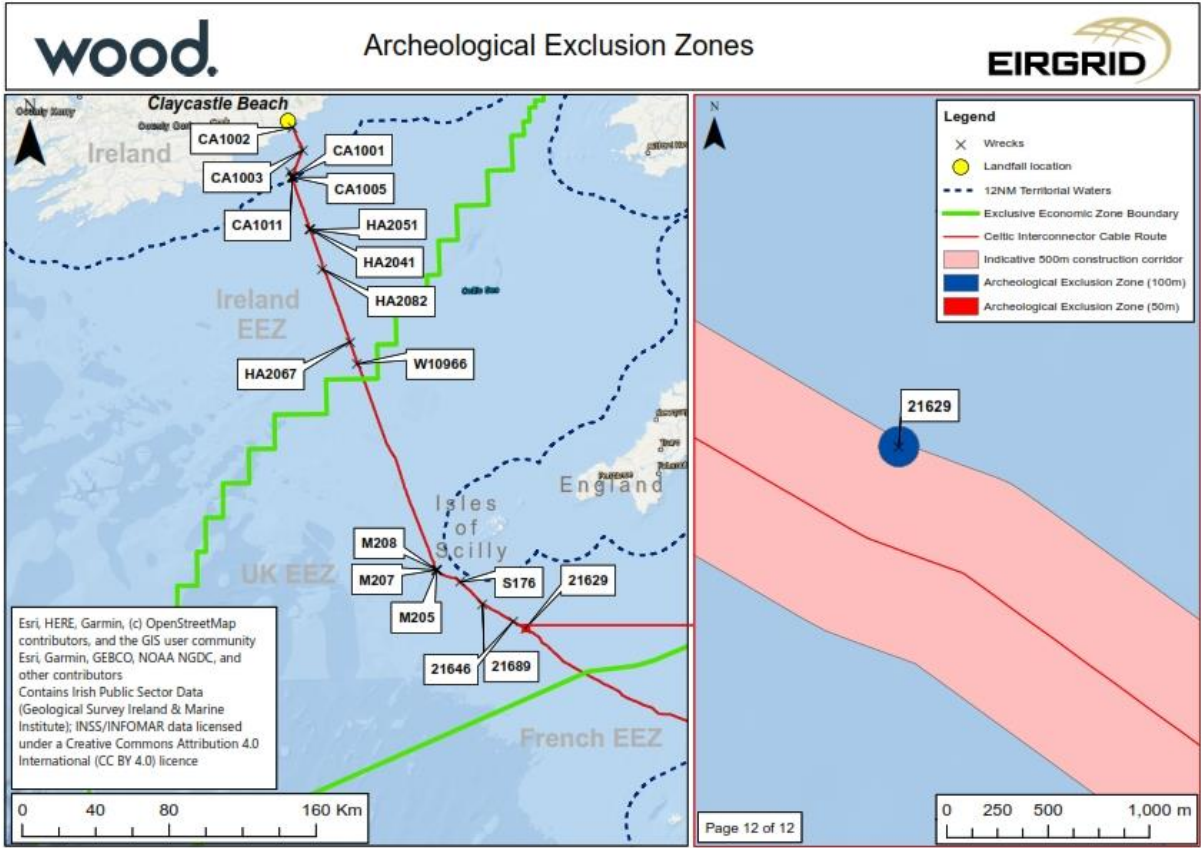 wood.
Archeological Exclusion Zones
EIRGRID
N
Claycastle Beach
County Kerry
Ireland
CA1002
CA1001
CA1003
CA1005
CA1011
HA2051
HA2041
HA2082
Celtic Sea
Ireland
EEZ
HA2067
W10966
England
Isles
of
Scilly
M208
M207
UK EEZ
S176
21629
M205
21646
21689
French EEZ
Esri, HERE, Garmin, (c) OpenStreetMap
contributors, and the GIS user community
Esri, Garmin, GEBCO, NOAA NGDC, and
other contributors
Contains Irish Public Sector Data
(Geological Survey Ireland & Marine
Institute); INSS/INFOMAR data licensed
under a Creative Commons Attribution 4.0
International (CC BY 4.0) licence
0 40 80 160 Km
N
Legend
Wrecks
Landfall location
12NM Territorial Waters
Exclusive Economic Zone Boundary
Celtic Interconnector Cable Route
Indicative 500m construction corridor
Archeological Exclusion Zone (100m)
Archeological Exclusion Zone (50m)
21629
Page 12 of 12
0 250 500 1,000 m